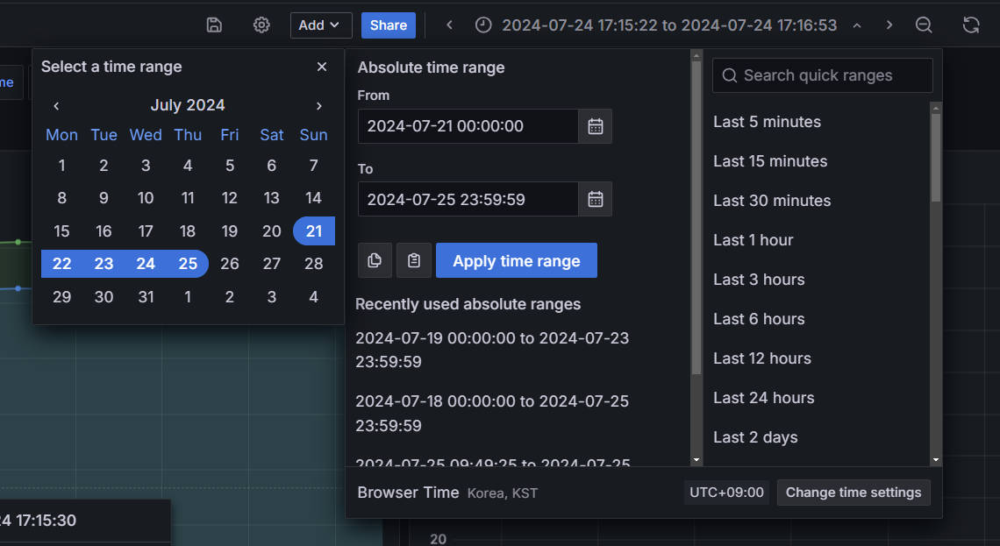 Add
Share
2024-07-24 17:15:22 to 2024-07-24 17:16:53
me
Select a time range
July 2024
Mon Tue Wed Thu Fri Sat Sun
1 2 3 4 5 6 7
8 9 10 11 12 13 14
15 16 17 18 19 20 21
22 23 24 25 26 27 28
29 30 31 1 2 3 4
Absolute time range
From
2024-07-21 00:00:00
To
2024-07-25 23:59:59
Apply time range
Recently used absolute ranges
2024-07-19 00:00:00 to 2024-07-23
23:59:59
2024-07-18 00:00:00 to 2024-07-25
23:59:59
2024-07-25 09:49:25 to 2024-07-25
Search quick ranges
Last 5 minutes
Last 15 minutes
Last 30 minutes
Last 1 hour
Last 3 hours
Last 6 hours
Last 12 hours
Last 24 hours
Last 2 days
Browser Time Korea, KST
UTC+09:00
Change time settings
24 17:15:30
20